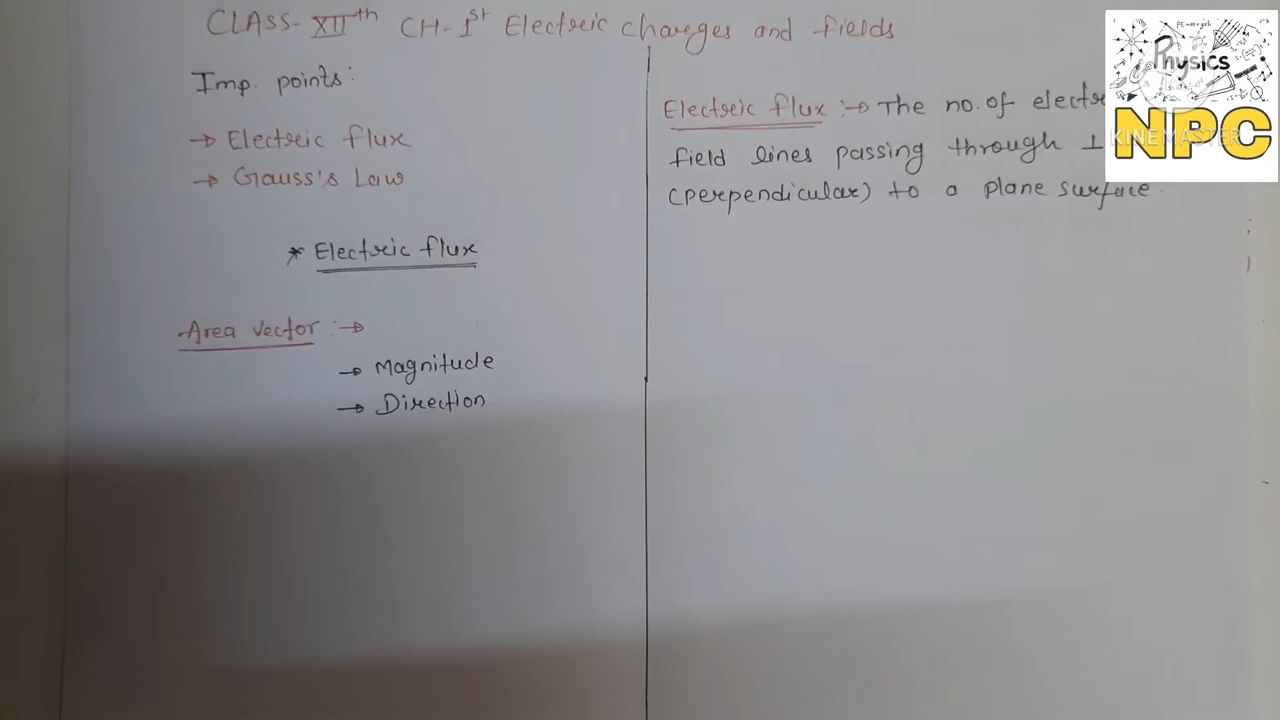 CLASS-XIIth CH-1st Electric charges and fields
Imp. points:
→ Electric flux
→ Gauss's Law
* Electric flux
Area vector :→
→ Magnitude
→ Direction
Electric flux :→ The no. of electr
field lines passing through ⊥
(perpendicular) to a plane surface.
Physics
NPC
KINEMASTER